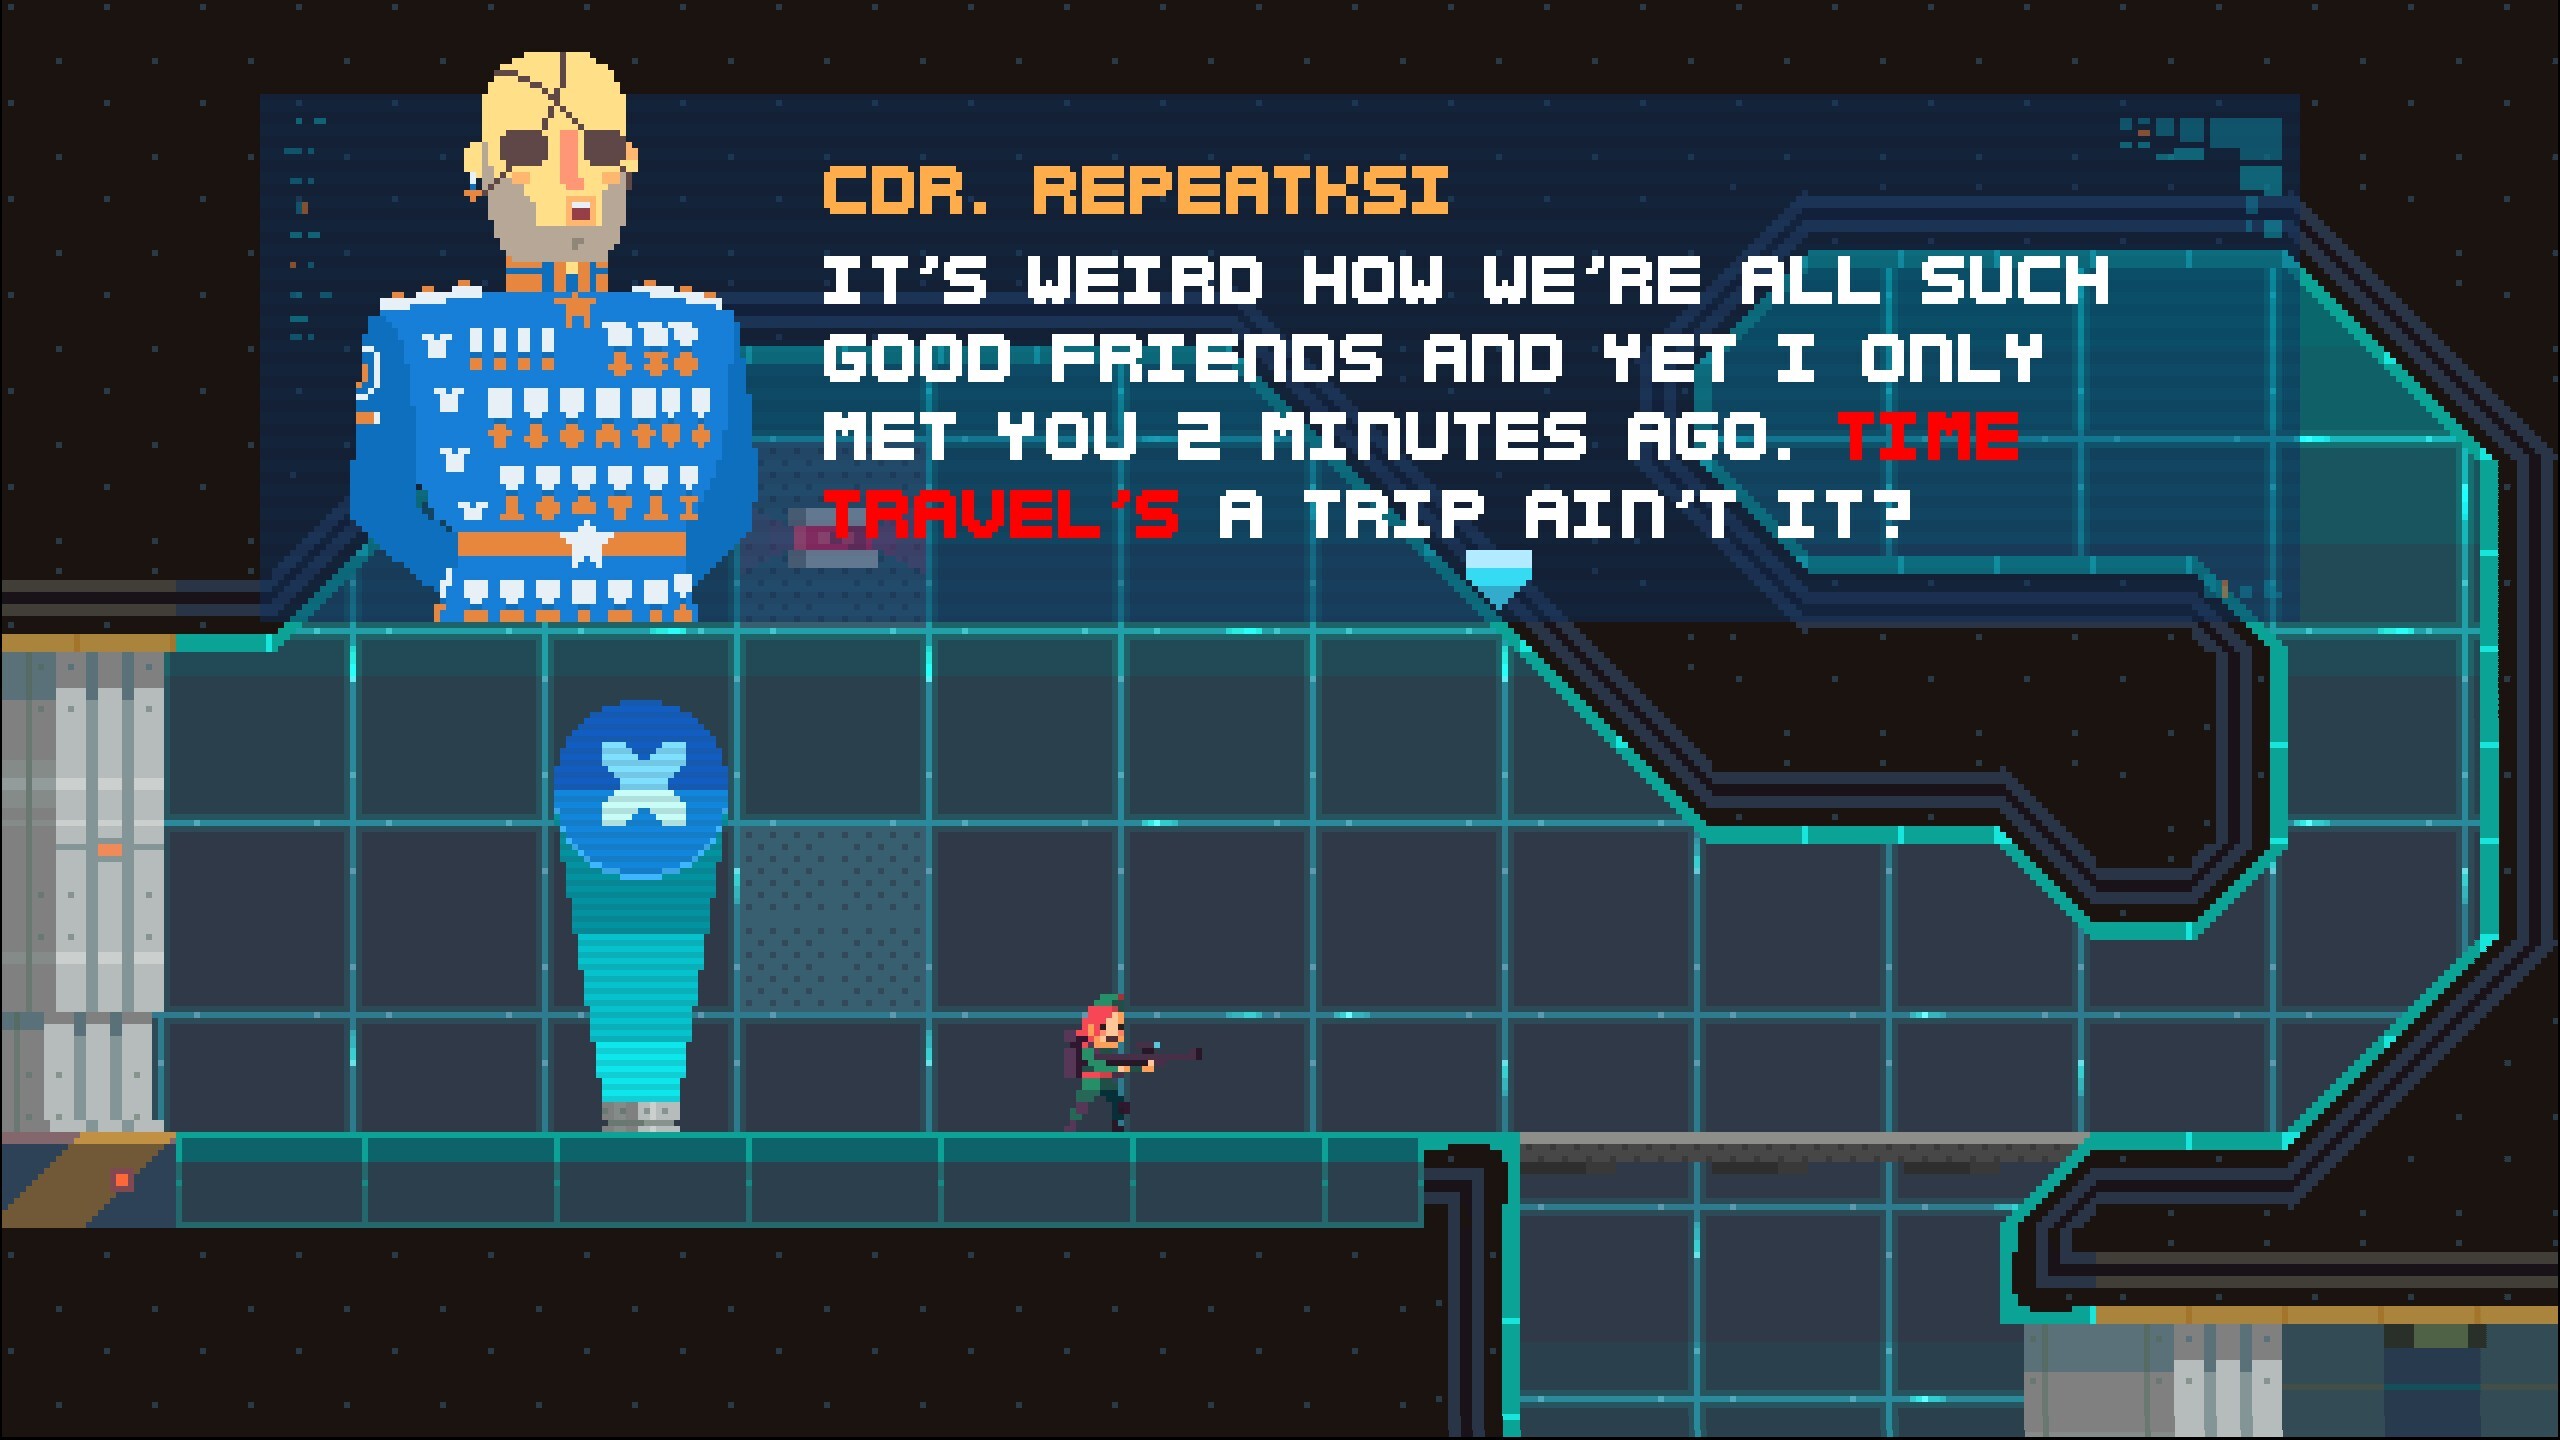 CDR. REPEATKSI
IT'S WEIRD HOW WE'RE ALL SUCH
GOOD FRIENDS AND YET I ONLY
MET YOU 2 MINUTES AGO. TIME
TRAVEL'S A TRIP AIN'T IT?